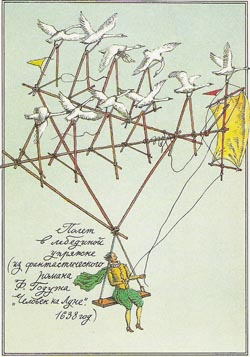 Полет
в лебединой
упряжке
(из фантастического
романа
Ф. Годуина
"Человек на Луне".
1638 год)